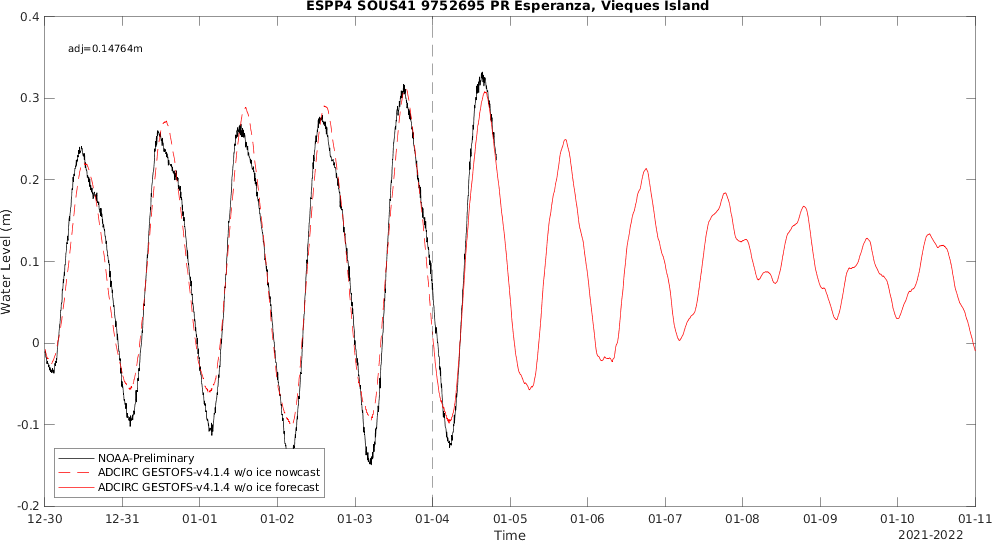 ESPP4 SOUS41 9752695 PR Esperanza, Vieques Island
adj=0.14764m
Water Level (m)
0.4
0.3
0.2
0.1
0
-0.1
-0.2
NOAA-Preliminary
ADCIRC GESTOFS-v4.1.4 w/o ice nowcast
ADCIRC GESTOFS-v4.1.4 w/o ice forecast
12-30 12-31 01-01 01-02 01-03 01-04 01-05 01-06 01-07 01-08 01-09 01-10 01-11
Time
2021-2022